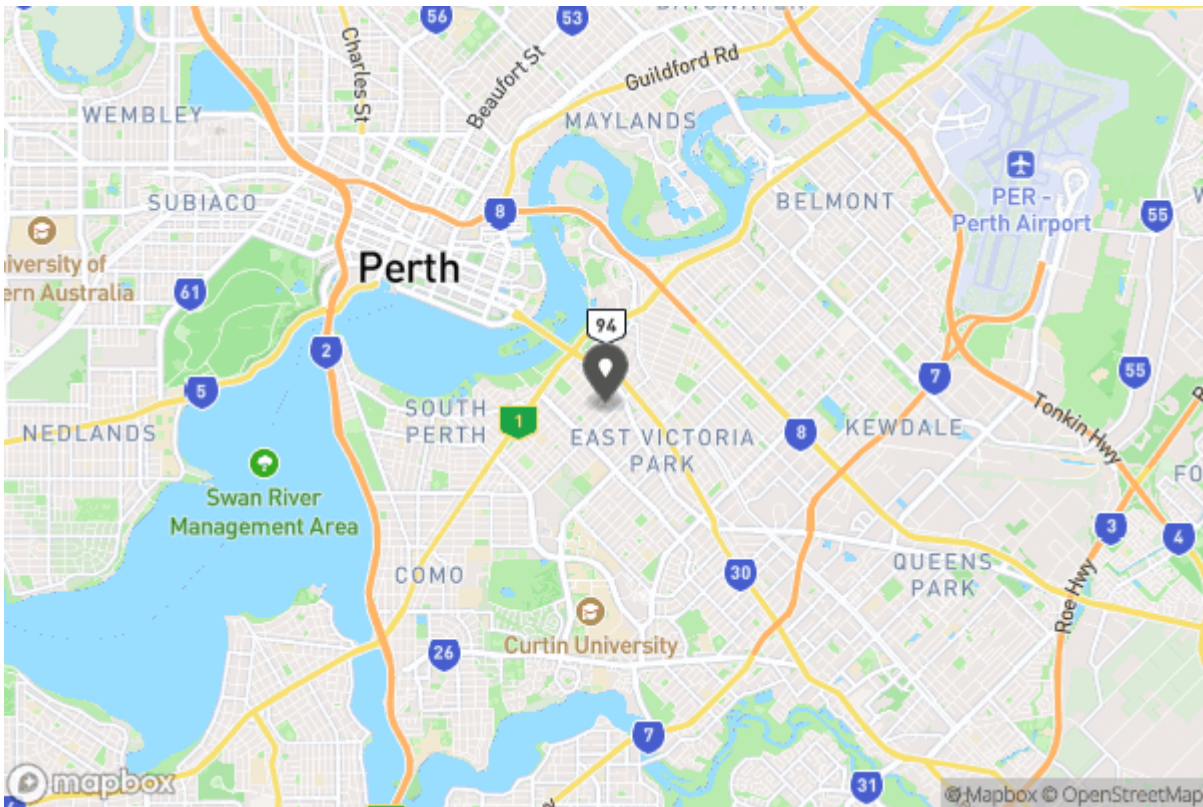 56
53
Charles St
Beaufort St
Guildford Rd
WEMBLEY
MAYLANDS
SUBIACO
8
BELMONT
PER -
Perth Airport
55
University of
ern Australia
61
Perth
94
2
5
7
55
SOUTH
PERTH
1
NEDLANDS
EAST VICTORIA
PARK
8
KEWDALE
Tonkin Hwy
Swan River
Management Area
3
4
COMO
30
QUEENS
PARK
Roe Hwy
Curtin University
26
7
31
mapbox
© Mapbox © OpenStreetMap